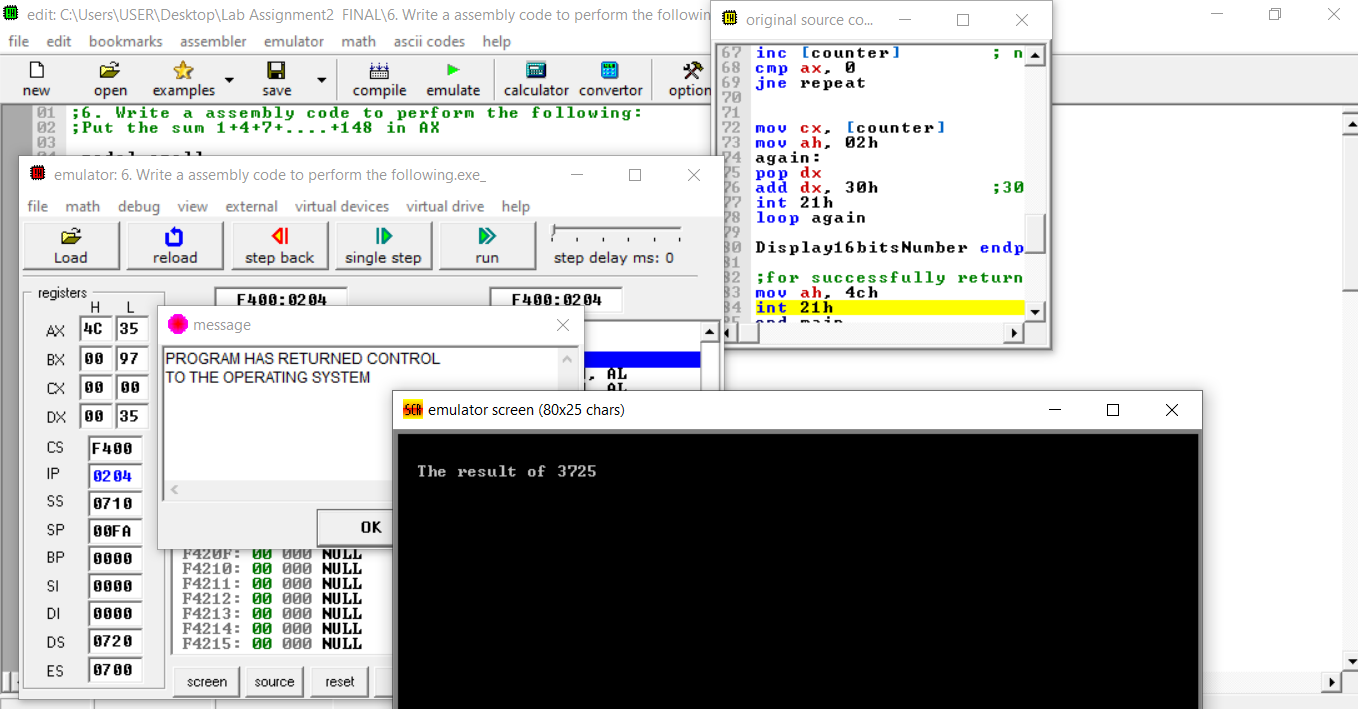 edit: C:\Users\USER\Desktop\Lab Assignment2 FINAL\6. Write a assembly code to perform the followin
file edit bookmarks assembler emulator math ascii codes help
new open examples save compile emulate calculator convertor option
01 ;6. Write a assembly code to perform the following:
02 ;Put the sum 1+4+7+....+148 in AX
03
original source co...
67 inc [counter] ; n
68 cmp ax, 0
69 jne repeat
70
71
72 mov cx, [counter]
73 mov ah, 02h
74 again:
75 pop dx
76 add dx, 30h ;30
77 int 21h
78 loop again
79
80 Display16bitsNumber endp
81
82 ;for successfully return
83 mov ah, 4ch
84 int 21h
85 end main
emulator: 6. Write a assembly code to perform the following.exe_
file math debug view external virtual devices virtual drive help
Load reload step back single step run step delay ms: 0
registers F400:0204 F400:0204
H L
AX 4C 35
BX 00 97
CX 00 00
DX 00 35
CS F400
IP 0204
SS 0710
SP 00FA
BP 0000
SI 0000
DI 0000
DS 0720
ES 0700
, AL
message
PROGRAM HAS RETURNED CONTROL
TO THE OPERATING SYSTEM
OK
F420F: 00 000 NULL
F4210: 00 000 NULL
F4211: 00 000 NULL
F4212: 00 000 NULL
F4213: 00 000 NULL
F4214: 00 000 NULL
F4215: 00 000 NULL
screen source reset
emulator screen (80x25 chars)
The result of 3725